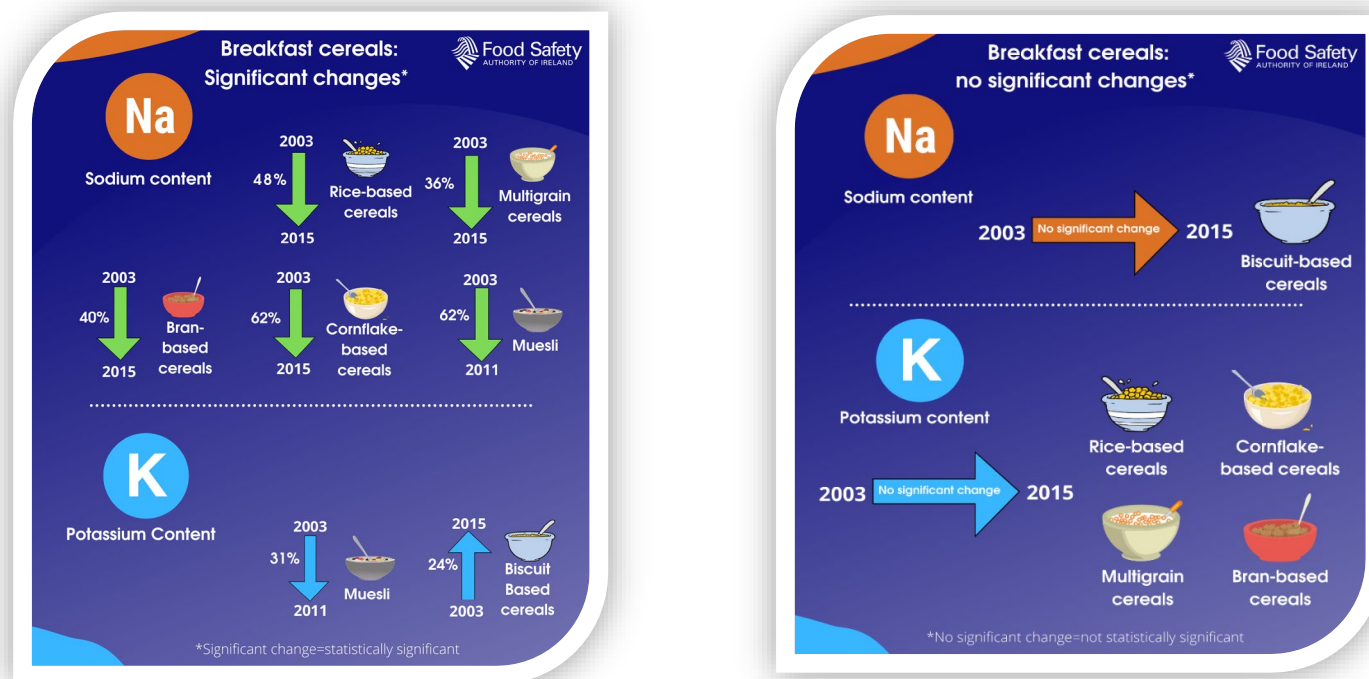 Breakfast cereals:
Significant changes*
Food Safety
AUTHORITY OF IRELAND
Na
Sodium content
2003
48%
2015
Rice-based
cereals
2003
36%
2015
Multigrain
cereals
2003
40%
2015
Bran-
based
cereals
2003
62%
2015
Cornflake-
based
cereals
2003
62%
2011
Muesli
K
Potassium Content
2003
31%
2011
Muesli
2015
24%
2003
Biscuit
Based
cereals
*Significant change=statistically significant
Breakfast cereals:
no significant changes*
Food Safety
AUTHORITY OF IRELAND
Na
Sodium content
2003
No significant change
2015
Biscuit-based
cereals
K
Potassium content
2003
No significant change
2015
Rice-based
cereals
Cornflake-
based cereals
Multigrain
cereals
Bran-based
cereals
*No significant change=not statistically significant